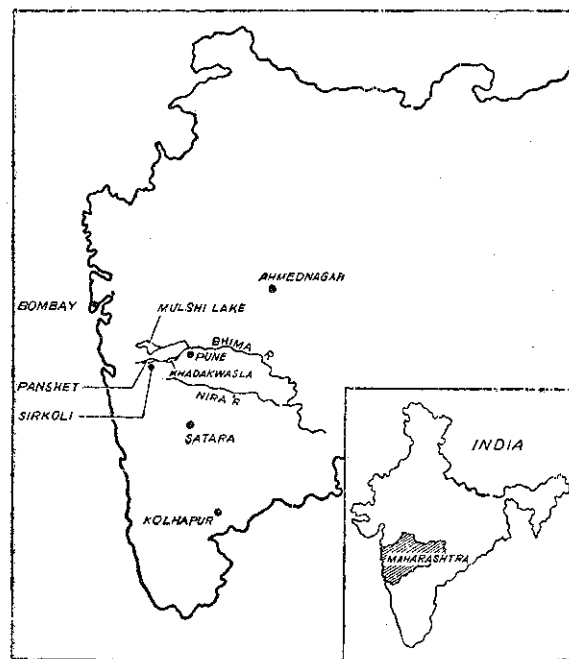 AHMEDNAGAR
BOMBAY
MULSHI LAKE
BHIMA R
PUNE
PANSHET
KHADAKWASLA
SIRKOLI
NIRA R
SATARA
KOLHAPUR
INDIA
MAHARASHTRA